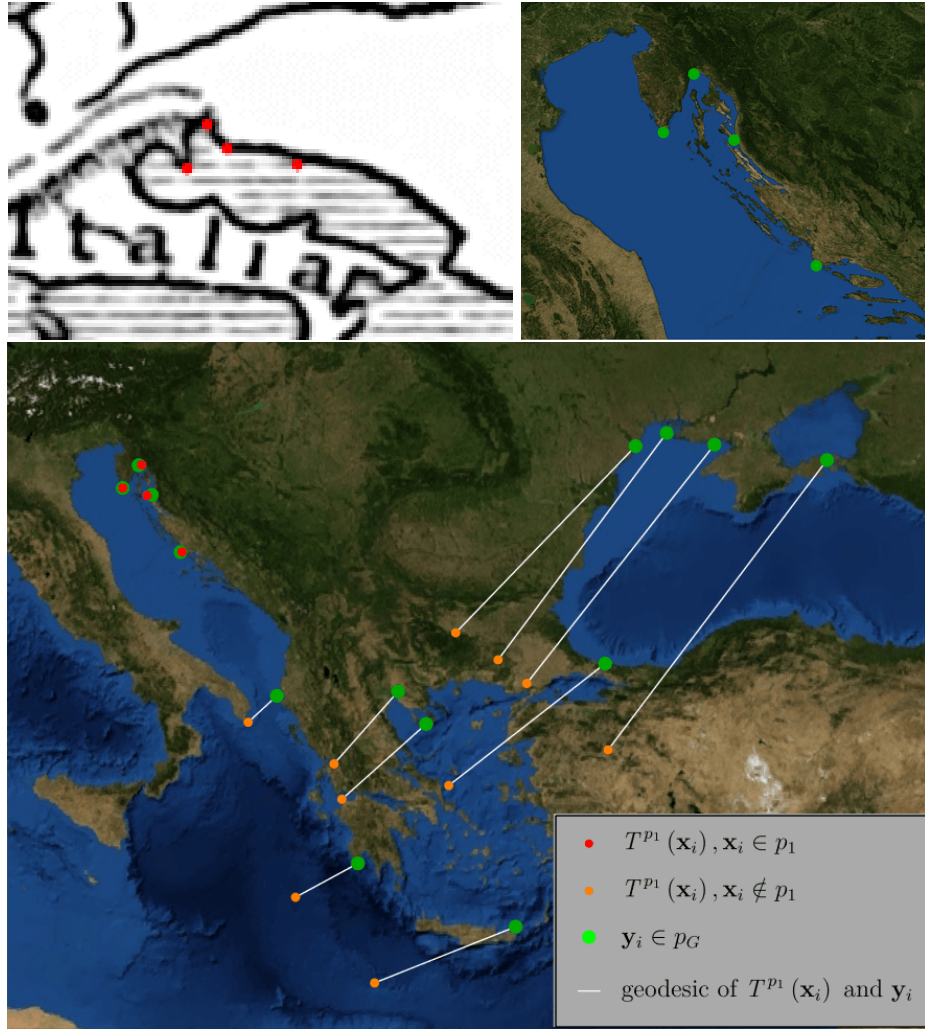 Italia
T^{p_1} (x_i) , x_i ∈ p_1
T^{p_1} (x_i) , x_i ∉ p_1
y_i ∈ p_G
geodesic of T^{p_1} (x_i) and y_i